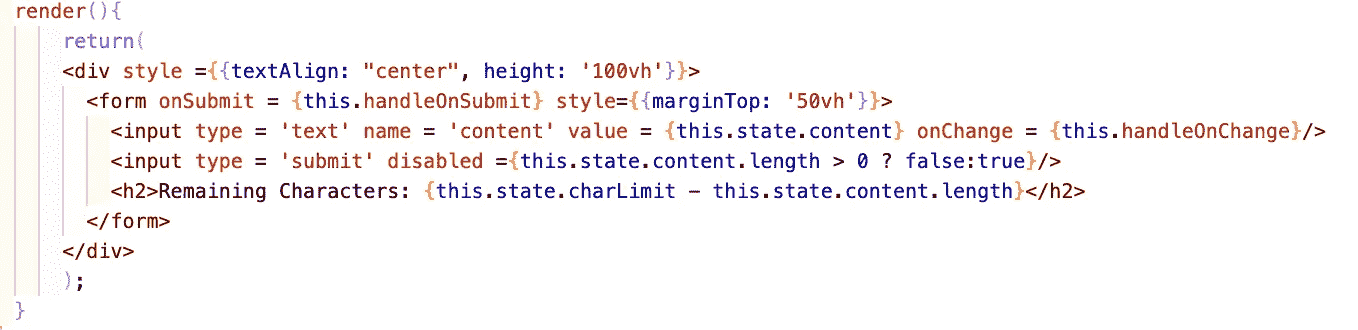 render(){
return(
<div style ={{textAlign: "center", height: '100vh'}}>
<form onSubmit = {this.handleOnSubmit} style={{marginTop: '50vh'}}>
<input type = 'text' name = 'content' value = {this.state.content} onChange = {this.handleOnChange}/>
<input type = 'submit' disabled ={this.state.content.length > 0 ? false:true}/>
<h2>Remaining Characters: {this.state.charLimit - this.state.content.length}</h2>
</form>
</div>
);
}